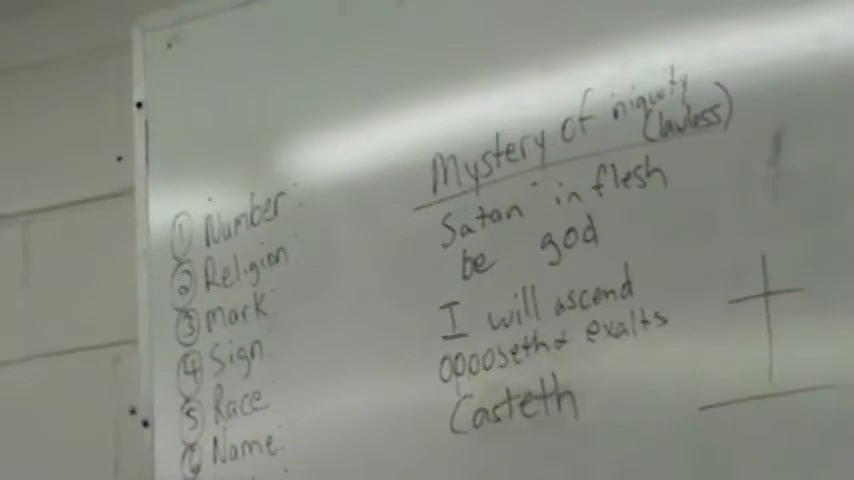 ① Number:
② Religion
③ Mark
④ Sign
⑤ Race
⑥ Name:
Mystery of iniquity
(lawless)
Satan in flesh
be god
I will ascend
Opooseth & exalts
Casteth